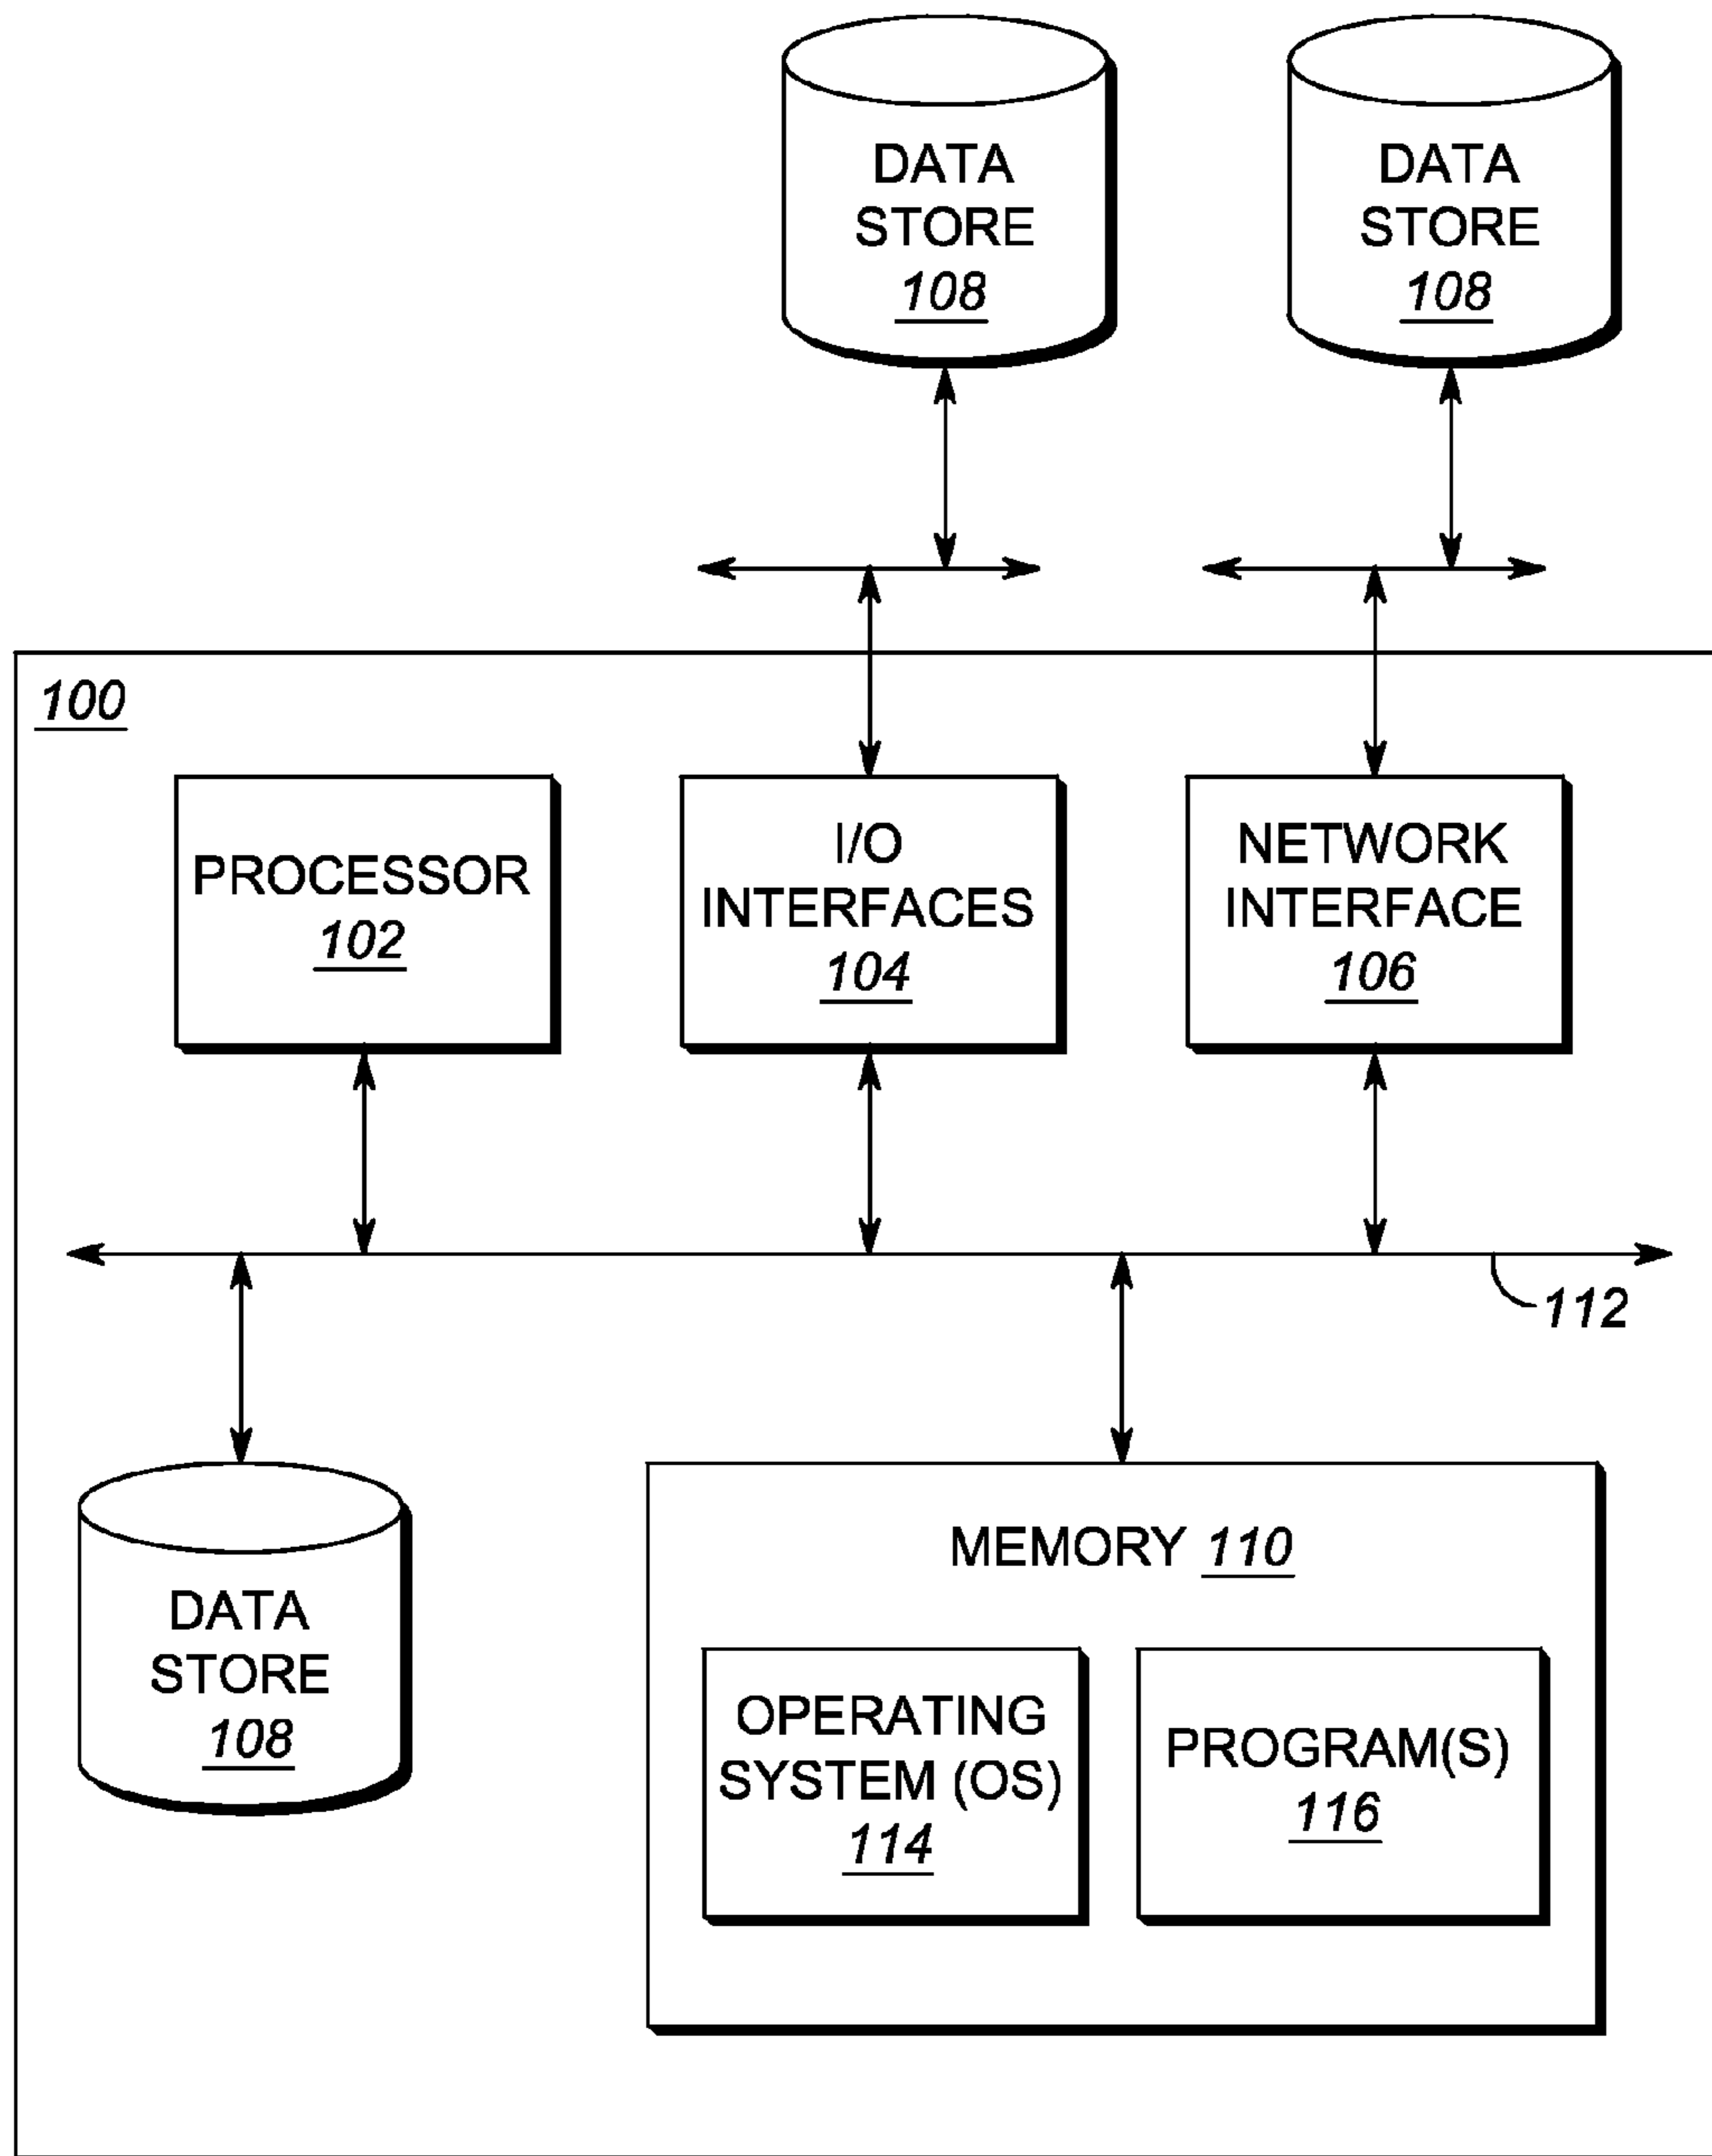 DATA
STORE
108
DATA
STORE
108
100
PROCESSOR
102
I/O
INTERFACES
104
NETWORK
INTERFACE
106
112
DATA
STORE
108
MEMORY 110
OPERATING
SYSTEM (OS)
114
PROGRAM(S)
116